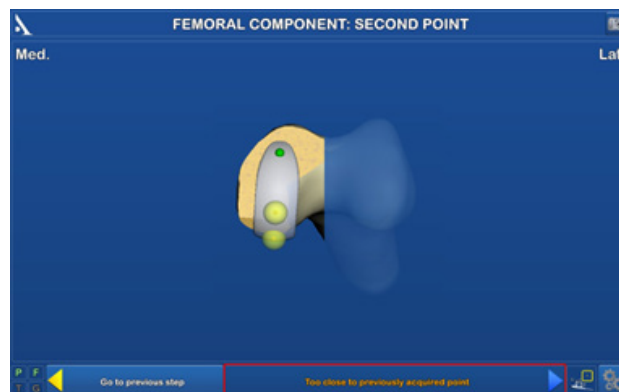 FEMORAL COMPONENT: SECOND POINT
Med.
Lat
P F
T G
Go to previous step
Too close to previously acquired point